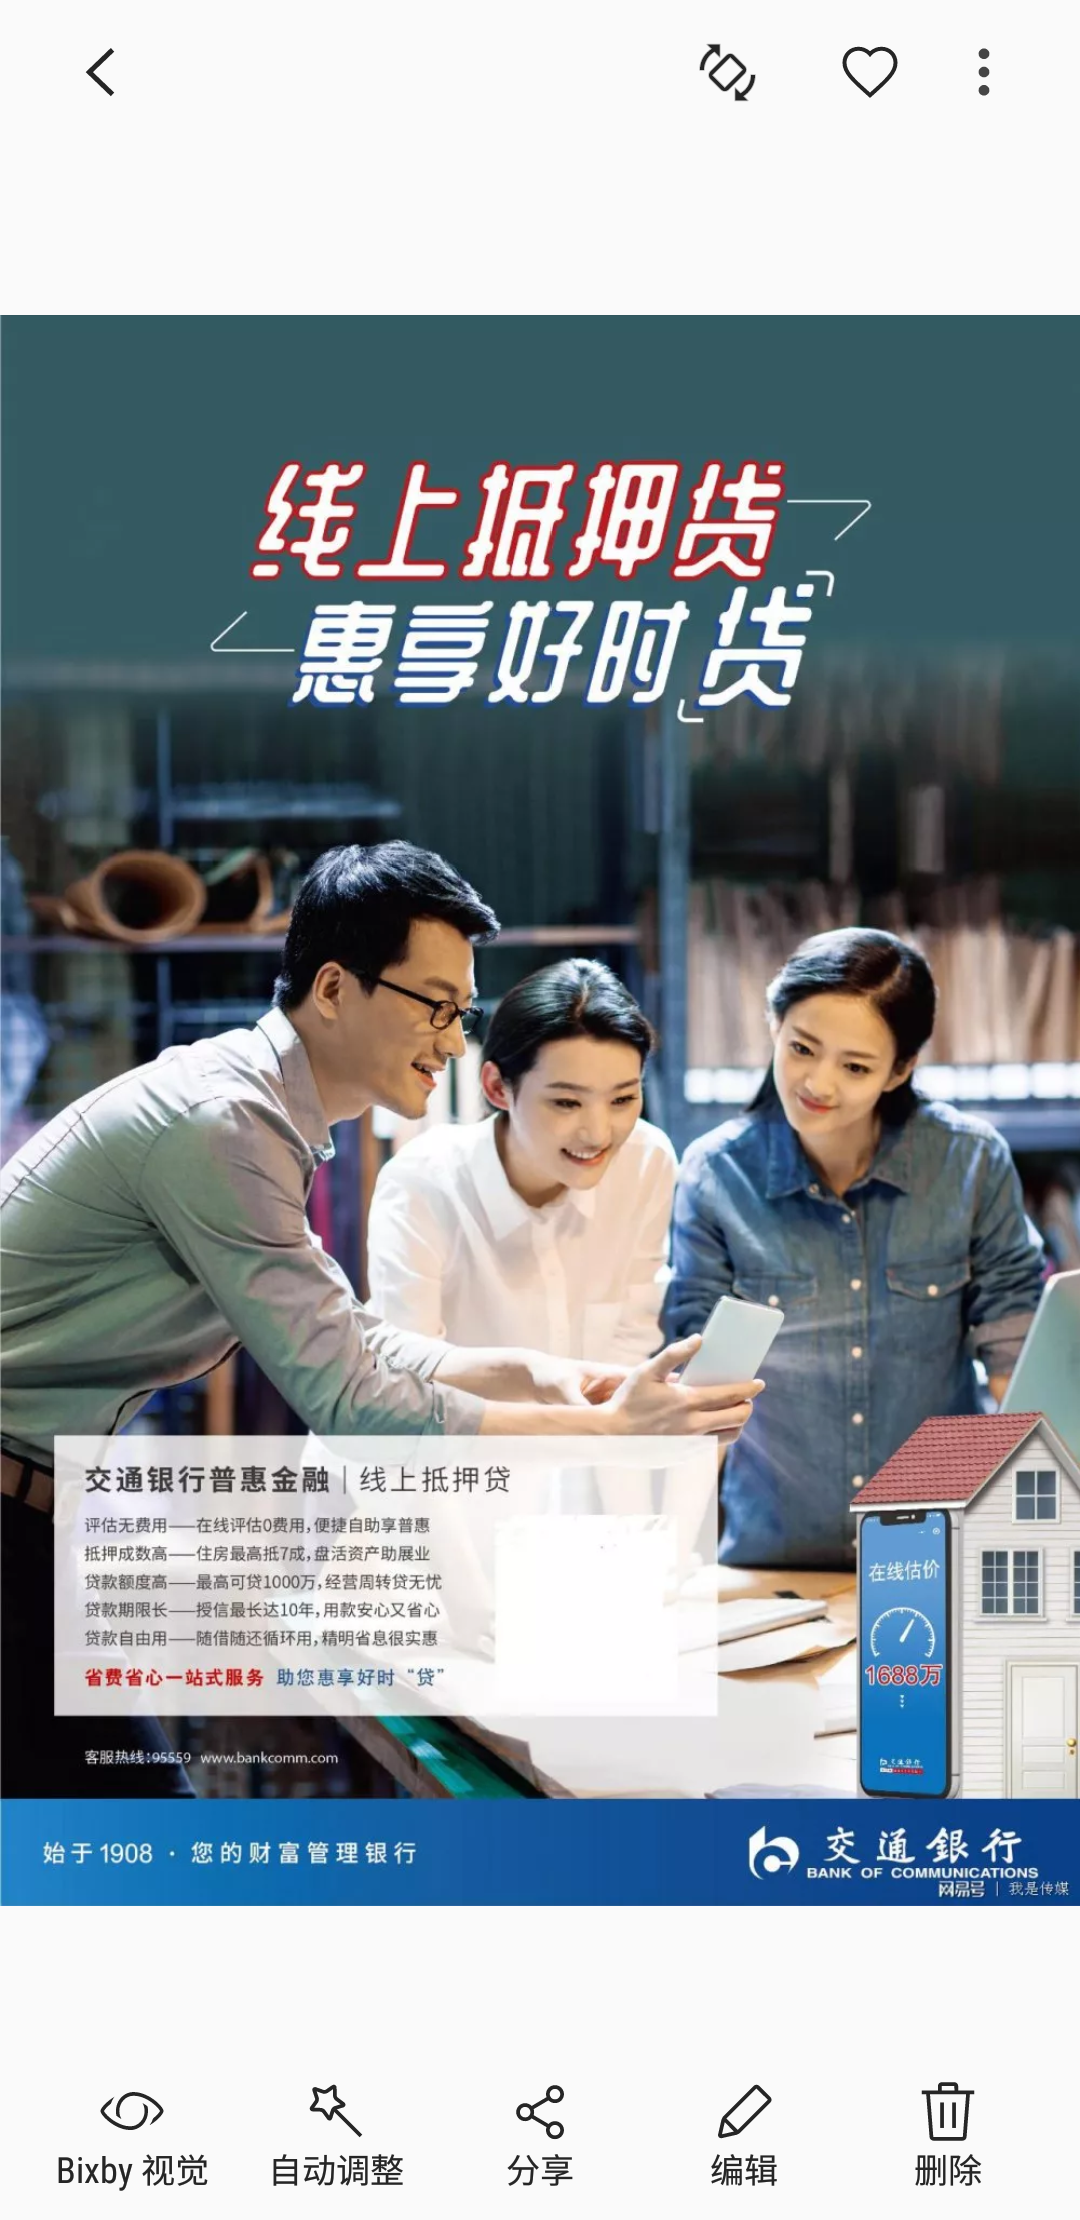 线上抵押贷
惠享好时贷
交通银行普惠金融｜线上抵押贷
评估无费用——在线评估0费用，便捷自助享普惠
抵押成数高——住房最高抵7成，盘活资产助展业
贷款额度高——最高可贷1000万，经营周转贷无忧
贷款期限长——授信最长达10年，用款安心又省心
贷款自由用——随借随还循环用，精明省息很实惠
省费省心一站式服务 助您惠享好时“贷”
在线估价
1688万
交通银行
客服热线：95559 www.bankcomm.com
始于1908 · 您的财富管理银行
交通銀行
BANK OF COMMUNICATIONS
网易号｜我是传媒
Bixby 视觉
自动调整
分享
编辑
删除